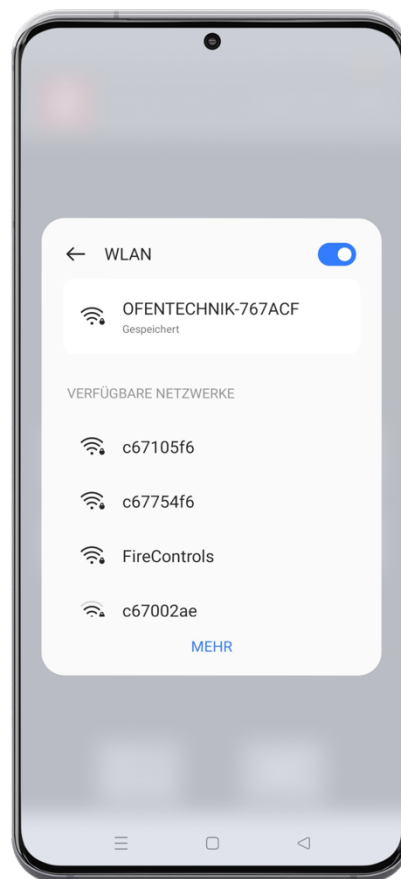 WLAN
OFENTECHNIK-767ACF
Gespeichert
VERFÜGBARE NETZWERKE
c67105f6
c67754f6
FireControls
c67002ae
MEHR